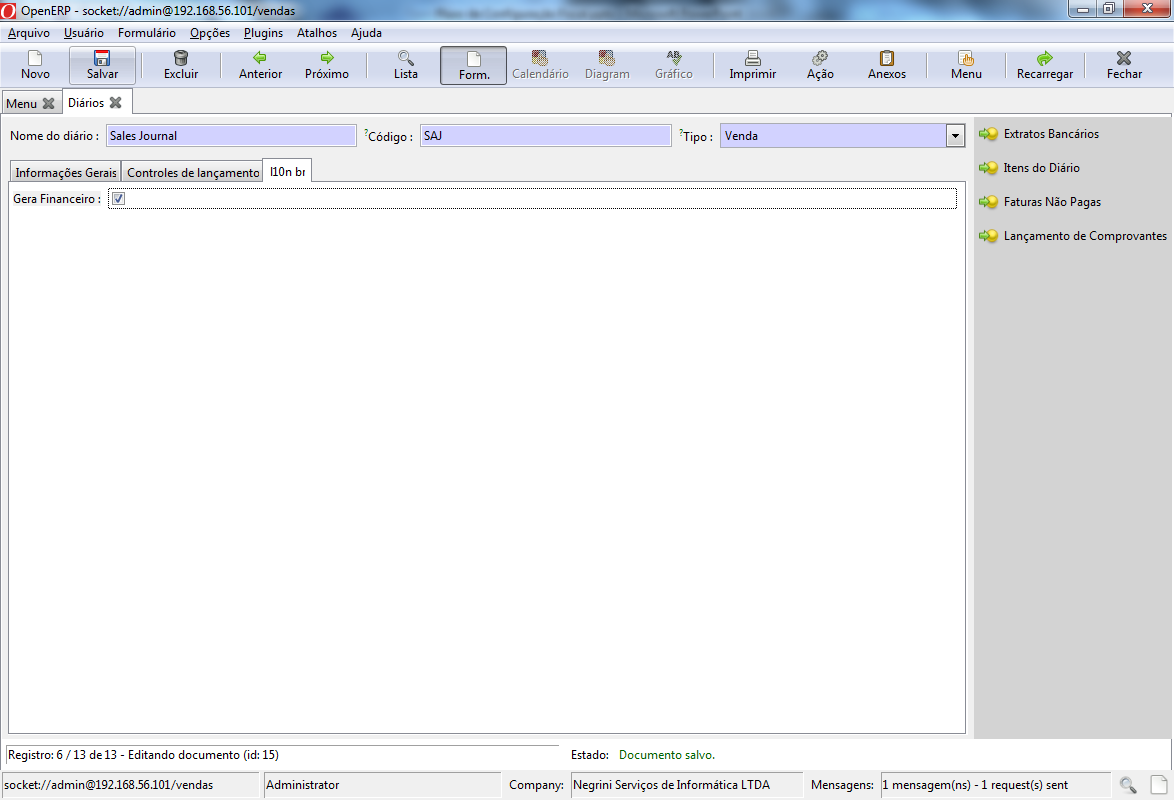 OpenERP - socket://admin@192.168.56.101/vendas
Arquivo Usuário Formulário Opções Plugins Atalhos Ajuda
Novo Salvar Excluir Anterior Próximo Lista Form. Calendário Diagram Gráfico Imprimir Ação Anexos Menu Recarregar Fechar
Menu Diários
Nome do diário : Sales Journal ?Código : SAJ ?Tipo : Venda
Informações Gerais Controles de lançamento l10n br
Gera Financeiro :
Extratos Bancários
Itens do Diário
Faturas Não Pagas
Lançamento de Comprovantes
Registro: 6 / 13 de 13 - Editando documento (id: 15) Estado: Documento salvo.
socket://admin@192.168.56.101/vendas Administrator Company: Negrini Serviços de Informática LTDA Mensagens: 1 mensagem(ns) - 1 request(s) sent